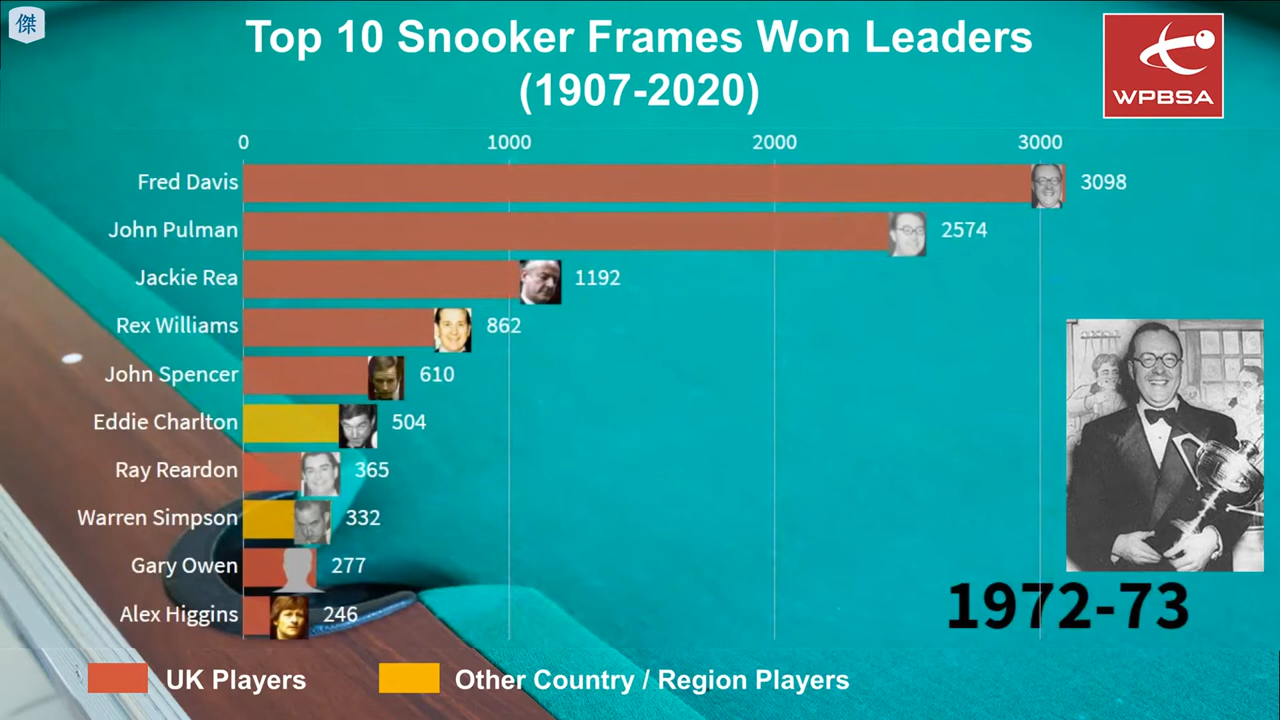 傑
Top 10 Snooker Frames Won Leaders
(1907-2020)
WPBSA
0 1000 2000 3000
Fred Davis 3098
John Pulman 2574
Jackie Rea 1192
Rex Williams 862
John Spencer 610
Eddie Charlton 504
Ray Reardon 365
Warren Simpson 332
Gary Owen 277
Alex Higgins 246
1972-73
UK Players Other Country / Region Players